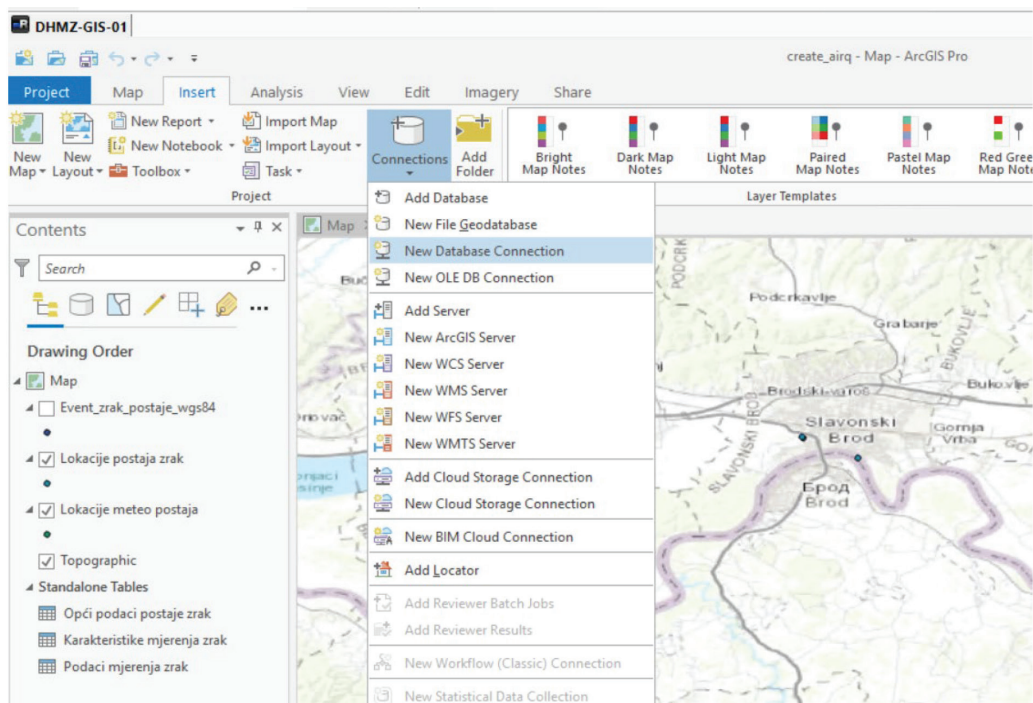 DHMZ-GIS-01
create_airq - Map - ArcGIS Pro
Project Map Insert Analysis View Edit Imagery Share
New Map
New Layout
New Report
New Notebook
Toolbox
Import Map
Import Layout
Task
Connections
Add Folder
Bright Map Notes
Dark Map Notes
Light Map Notes
Paired Map Notes
Pastel Map Notes
Project
Layer Templates
Contents
Search
Drawing Order
Map
Event_zrak_postaje_wgs84
Lokacije postaja zrak
Lokacije meteo postaja
Topographic
Standalone Tables
Opći podaci postaje zrak
Karakteristike mjerenja zrak
Podaci mjerenja zrak
Map
Add Database
New File Geodatabase
New Database Connection
New OLE DB Connection
Add Server
New ArcGIS Server
New WCS Server
New WMS Server
New WFS Server
New WMTS Server
Add Cloud Storage Connection
New Cloud Storage Connection
New BIM Cloud Connection
Add Locator
Add Reviewer Batch Jobs
Add Reviewer Results
New Workflow (Classic) Connection
New Statistical Data Collection
Podcrkavlje
Grabarje
BUKOVLJE
Bukovlje
Brodski-varoš
SLAVONSKI BROD
Slavonski
Brod
Gornja
Vrba
Брод
Brod